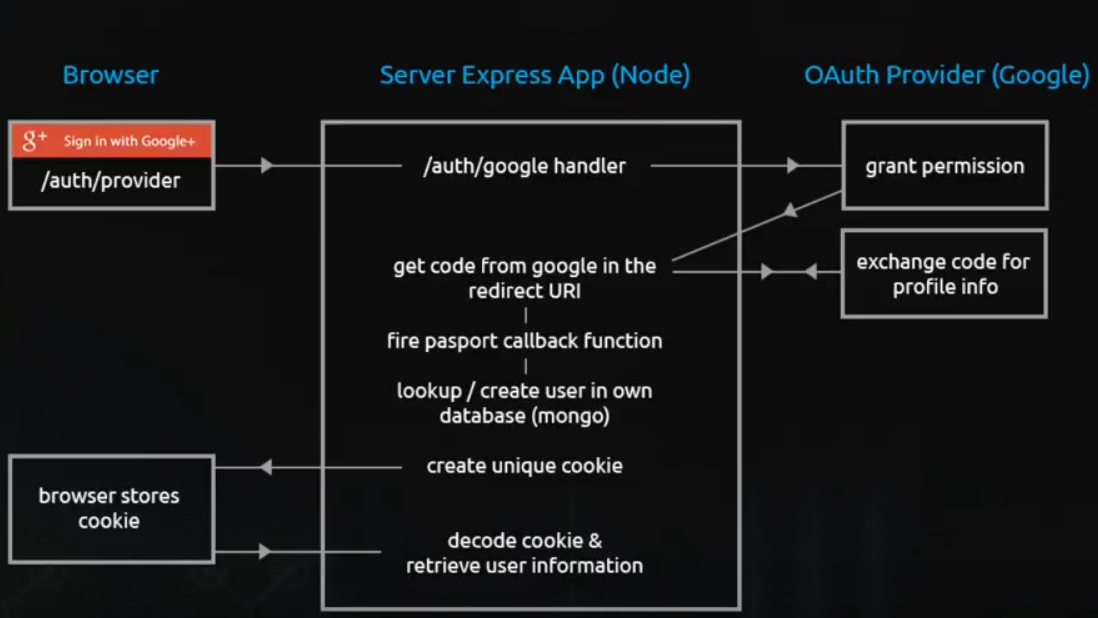 Browser
Server Express App (Node)
OAuth Provider (Google)
g+ Sign in with Google+
/auth/provider
/auth/google handler
grant permission
get code from google in the
redirect URI
exchange code for
profile info
fire pasport callback function
lookup / create user in own
database (mongo)
create unique cookie
browser stores
cookie
decode cookie &
retrieve user information